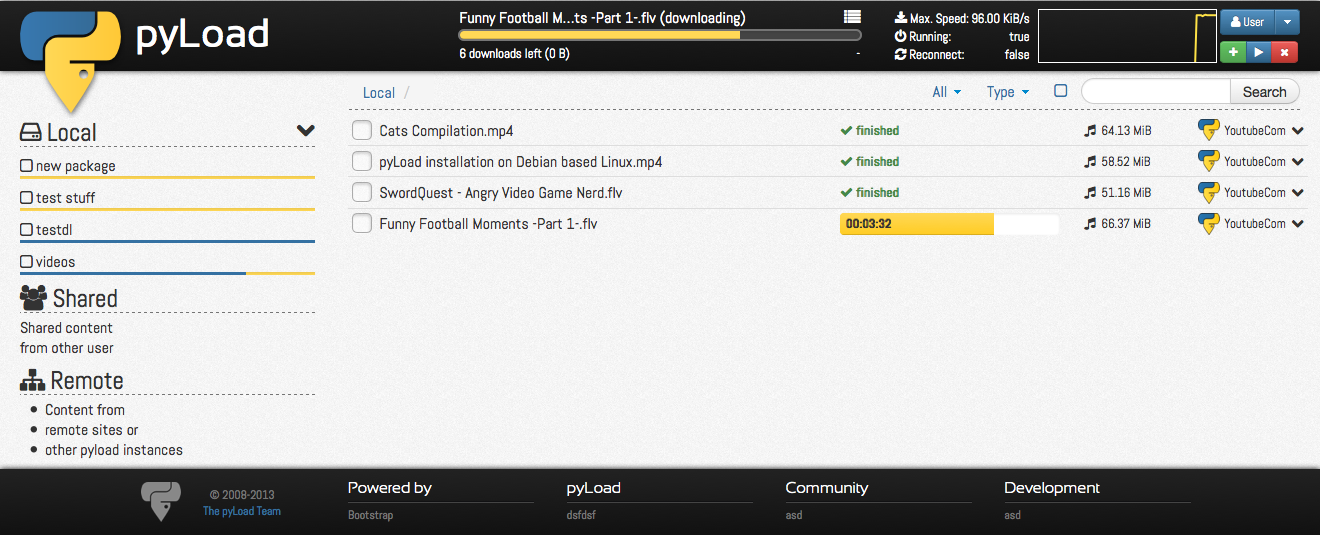 pyLoad
Funny Football M...ts -Part 1-.flv (downloading)
6 downloads left (0 B) -
Max. Speed: 96.00 KiB/s
Running: true
Reconnect: false
User
Local /
All Type Search
Local
new package
test stuff
testdl
videos
Shared
Shared content
from other user
Remote
• Content from
• remote sites or
• other pyload instances
Cats Compilation.mp4 finished 64.13 MiB YoutubeCom
pyLoad installation on Debian based Linux.mp4 finished 58.52 MiB YoutubeCom
SwordQuest - Angry Video Game Nerd.flv finished 51.16 MiB YoutubeCom
Funny Football Moments -Part 1-.flv 00:03:32 66.37 MiB YoutubeCom
© 2008-2013
The pyLoad Team
Powered by
Bootstrap
pyLoad
dsfdsf
Community
asd
Development
asd